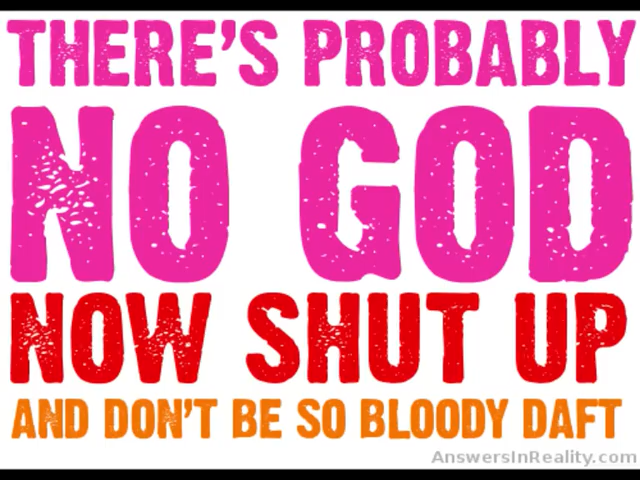 THERE'S PROBABLY
NO GOD
NOW SHUT UP
AND DON'T BE SO BLOODY DAFT
AnswersInReality.com